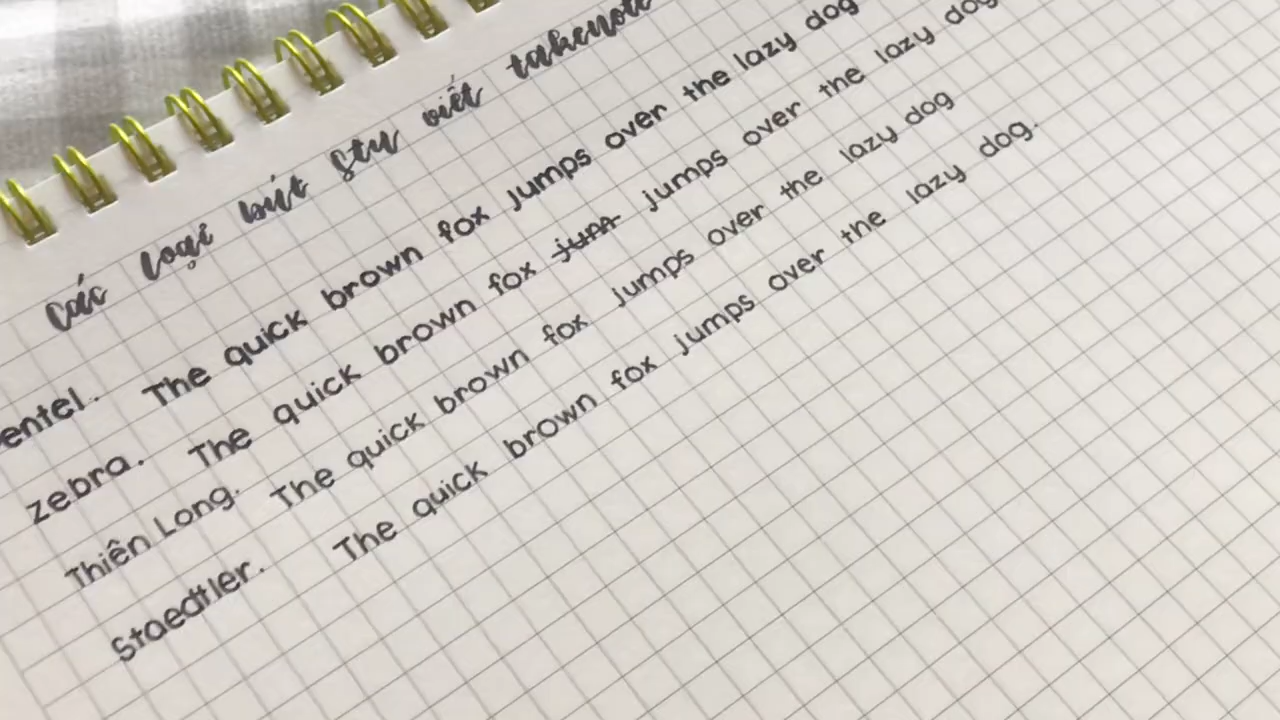 Các loại bút Stu viết takenote
entel. The quick brown fox jumps over the lazy dog
zebra. The quick brown fox jum jumps over the lazy dog
Thiên Long. The quick brown fox jumps over the lazy dog
Staedtler. The quick brown fox jumps over the lazy dog.